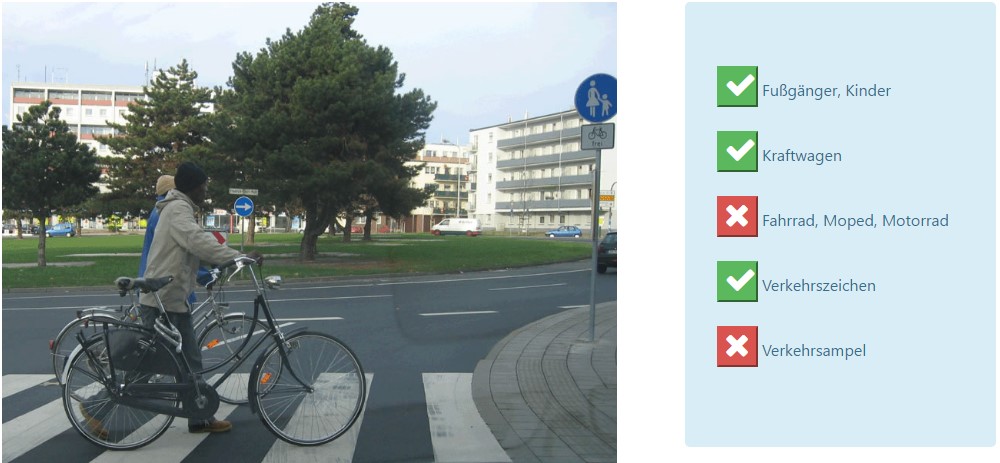 frei
Fußgänger, Kinder
Kraftwagen
Fahrrad, Moped, Motorrad
Verkehrszeichen
Verkehrsampel